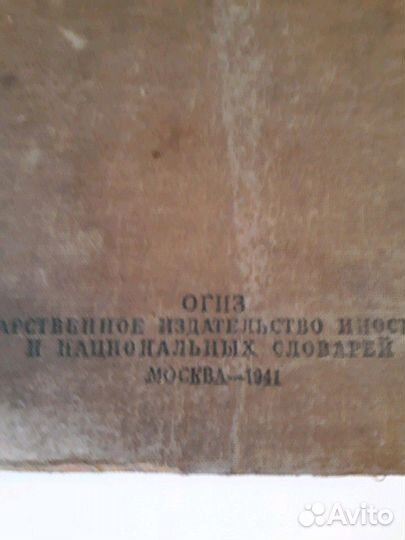 ОГИЗ
АРСТВЕННОЕ ИЗДАТЕЛЬСТВО ИНОСТ
И НАЦИОНАЛЬНЫХ СЛОВАРЕЙ
МОСКВА—1941
Avito